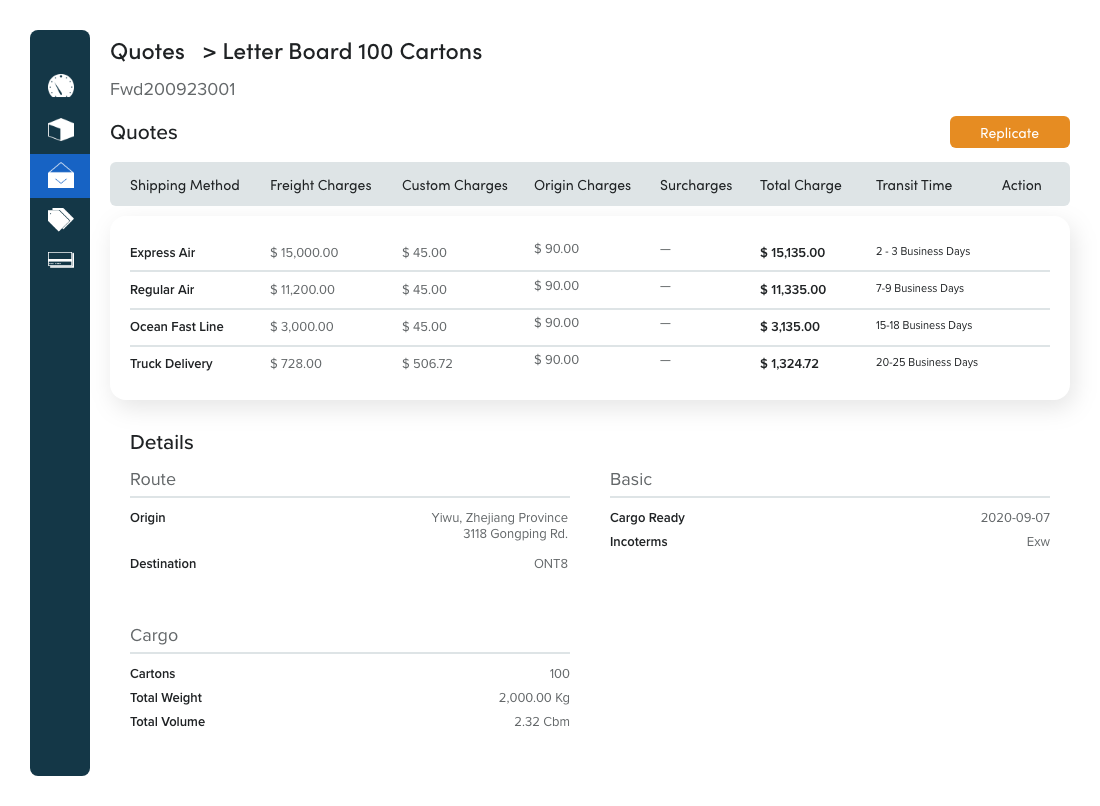 Quotes > Letter Board 100 Cartons
Fwd200923001
Quotes
Replicate
Shipping Method Freight Charges Custom Charges Origin Charges Surcharges Total Charge Transit Time Action
Express Air $ 15,000.00 $ 45.00 $ 90.00 — $ 15,135.00 2 - 3 Business Days
Regular Air $ 11,200.00 $ 45.00 $ 90.00 — $ 11,335.00 7-9 Business Days
Ocean Fast Line $ 3,000.00 $ 45.00 $ 90.00 — $ 3,135.00 15-18 Business Days
Truck Delivery $ 728.00 $ 506.72 $ 90.00 — $ 1,324.72 20-25 Business Days
Details
Route
Origin Yiwu, Zhejiang Province
3118 Gongping Rd.
Destination ONT8
Basic
Cargo Ready 2020-09-07
Incoterms Exw
Cargo
Cartons 100
Total Weight 2,000.00 Kg
Total Volume 2.32 Cbm